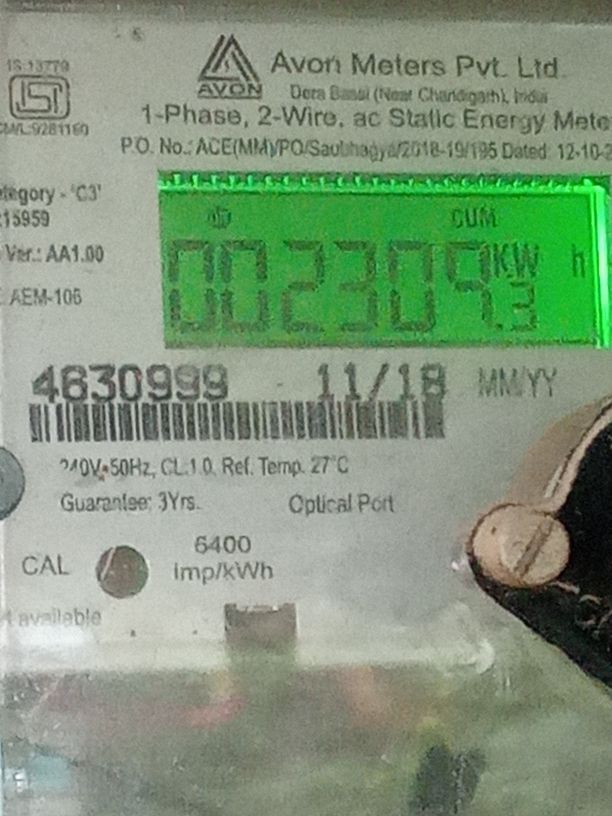 IS 13779
AVON
Avon Meters Pvt. Ltd.
Dera Bassi (Near Chandigarh), India
CM/L:9281160
1-Phase, 2-Wire, ac Static Energy Mete
P.O. No.: ACE(MM)/PO/Saubhagya/2018-19/195 Dated: 12-10-2
ategory - 'C3'
15959
Ver.: AA1.00
AEM-106
CUM
002309.3 KW h
4630999 11/18 MM/YY
240V~50Hz, CL.1.0, Ref. Temp. 27°C
Guarantee: 3Yrs. Optical Port
CAL 6400
imp/kWh
available